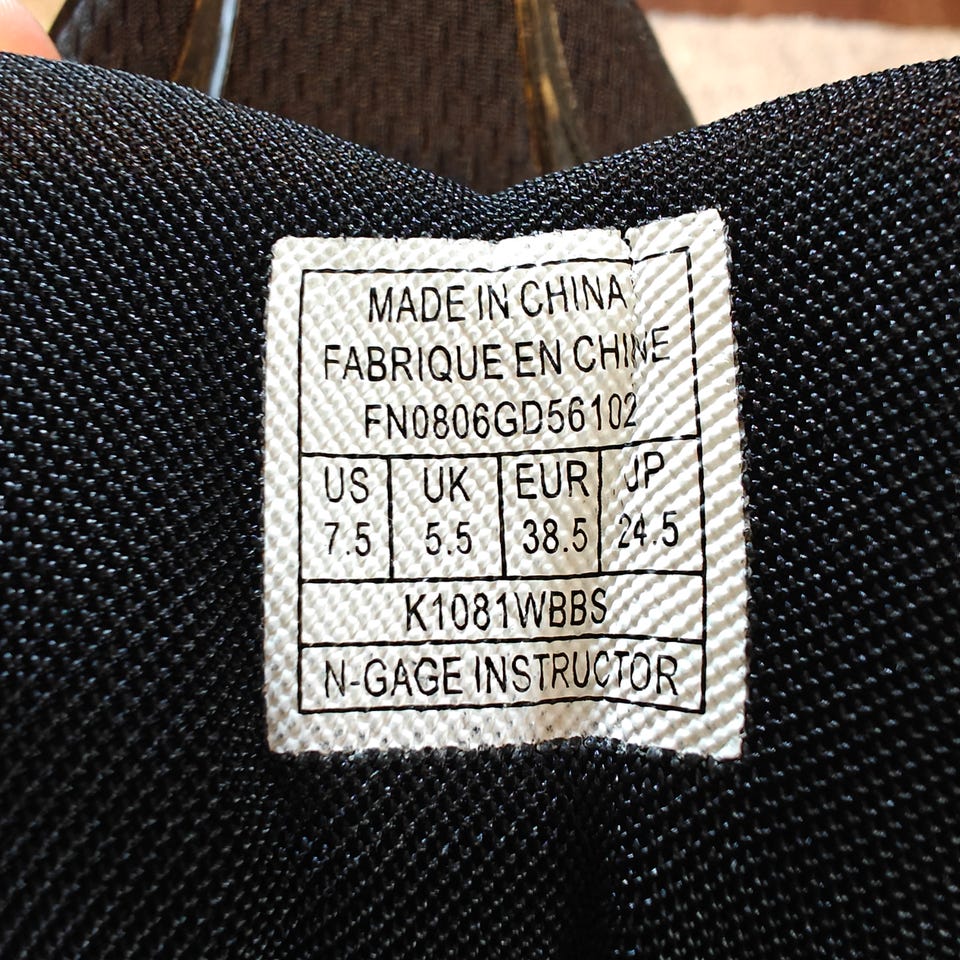 MADE IN CHINA
FABRIQUE EN CHINE
FN0806GD56102
US UK EUR JP
7.5 5.5 38.5 24.5
K1081WBBS
N-GAGE INSTRUCTOR